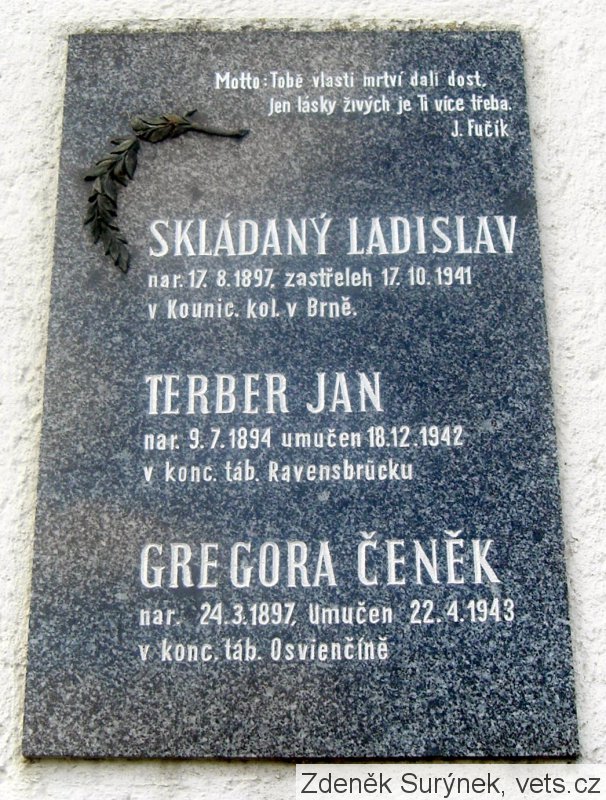 Motto: Tobě vlasti mrtví dali dost,
Jen lásky živých je Ti více třeba.
J. Fučík
SKLÁDANÝ LADISLAV
nar. 17. 8. 1897, zastřeleh 17. 10. 1941
v Kounic. kol. v Brně.
TERBER JAN
nar. 9. 7. 1894 umučen 18. 12. 1942
v konc. táb. Ravensbrücku
GREGORA ČENĚK
nar. 24. 3. 1897, Umučen 22. 4. 1943
v konc. táb. Osvienčíně
Zdeněk Surýnek, vets.cz